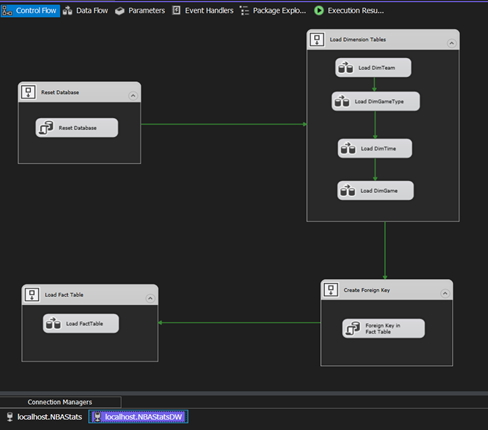 Control Flow
Data Flow
Parameters
Event Handlers
Package Explo...
Execution Resu...
Load Dimension Tables
Load DimTeam
Load DimGameType
Load DimTime
Load DimGame
Reset Database
Reset Database
Create Foreign Key
Foreign Key in
Fact Table
Load Fact Table
Load FactTable
Connection Managers
localhost.NBAStats
localhost.NBAStatsDW